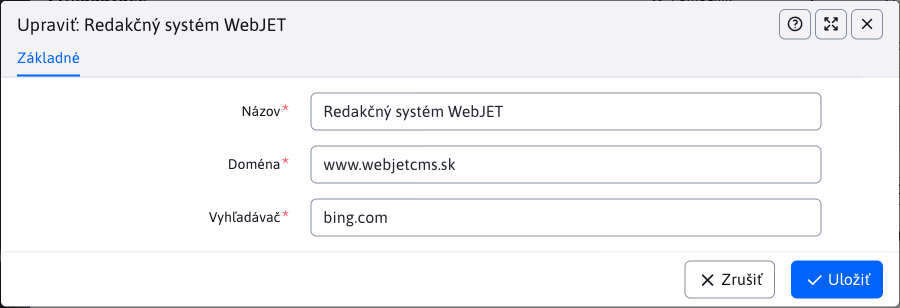 Upraviť: Redakčný systém WebJET
Základné
Názov* Redakčný systém WebJET
Doména* www.webjetcms.sk
Vyhľadávač* bing.com
Zrušiť Uložiť